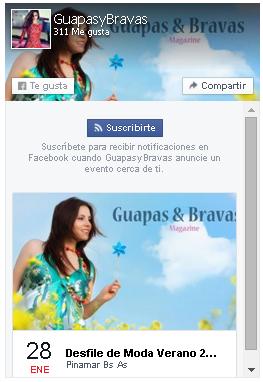 GuapasyBravas
311 Me gusta
Guapas & Bravas
Magazine
Te gusta
Compartir
Suscribirte
Suscríbete para recibir notificaciones en
Facebook cuando GuapasyBravas anuncie un
evento cerca de ti.
Guapas & Bravas
Magazine
28
ENE
Desfile de Moda Verano 2...
Pinamar Bs As